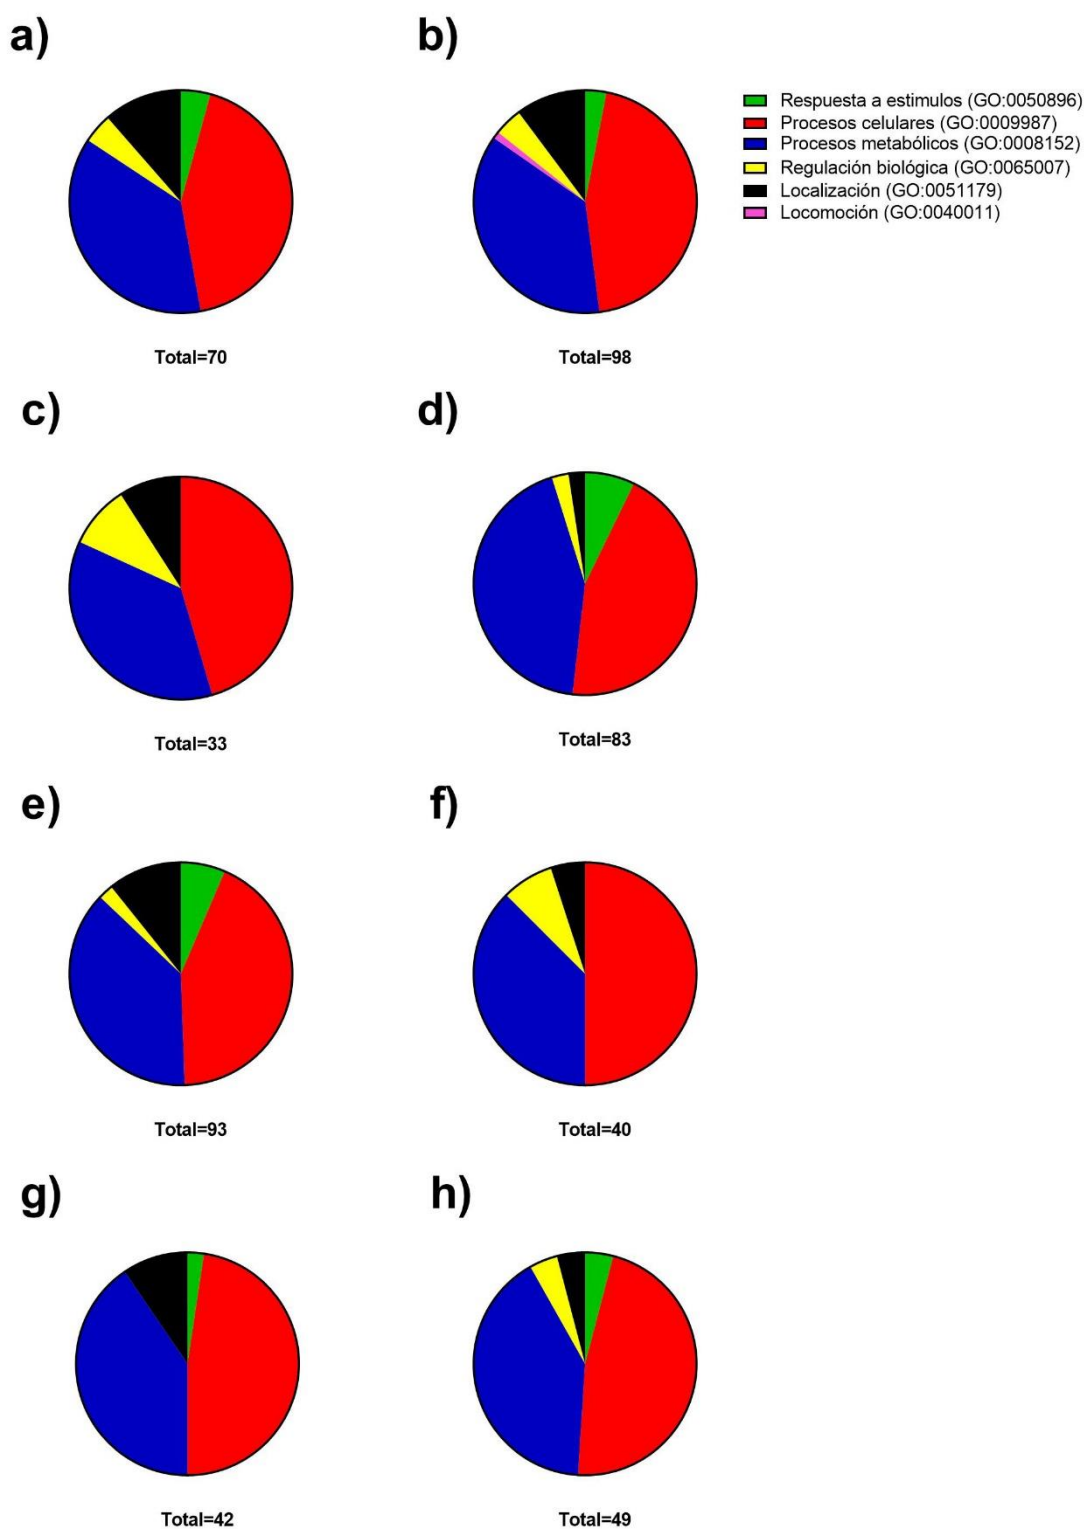 a)
b)
Respuesta a estimulos (GO:0050896)
Procesos celulares (GO:0009987)
Procesos metabólicos (GO:0008152)
Regulación biológica (GO:0065007)
Localización (GO:0051179)
Locomoción (GO:0040011)
Total=70
Total=98
c)
d)
Total=33
Total=83
e)
f)
Total=93
Total=40
g)
h)
Total=42
Total=49